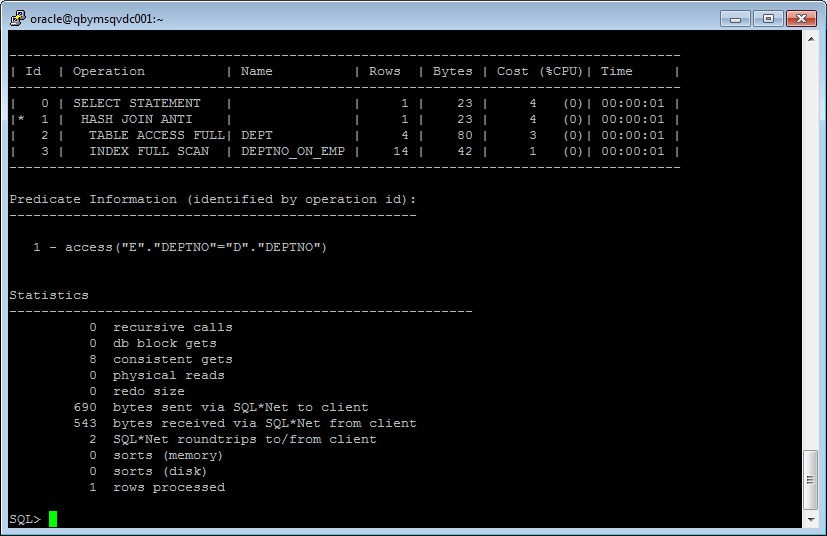 oracle@qbymsqvdc001:~
--------------------------------------------------------------------------------
| Id  | Operation          | Name          | Rows  | Bytes | Cost (%CPU)| Time     |
--------------------------------------------------------------------------------
|   0 | SELECT STATEMENT   |               |     1 |    23 |     4   (0)| 00:00:01 |
|*  1 |  HASH JOIN ANTI    |               |     1 |    23 |     4   (0)| 00:00:01 |
|   2 |   TABLE ACCESS FULL| DEPT          |     4 |    80 |     3   (0)| 00:00:01 |
|   3 |   INDEX FULL SCAN  | DEPTNO_ON_EMP |    14 |    42 |     1   (0)| 00:00:01 |
--------------------------------------------------------------------------------
Predicate Information (identified by operation id):
---------------------------------------------------
   1 - access("E"."DEPTNO"="D"."DEPTNO")
Statistics
----------------------------------------------------------
          0  recursive calls
          0  db block gets
          8  consistent gets
          0  physical reads
          0  redo size
        690  bytes sent via SQL*Net to client
        543  bytes received via SQL*Net from client
          2  SQL*Net roundtrips to/from client
          0  sorts (memory)
          0  sorts (disk)
          1  rows processed
SQL>